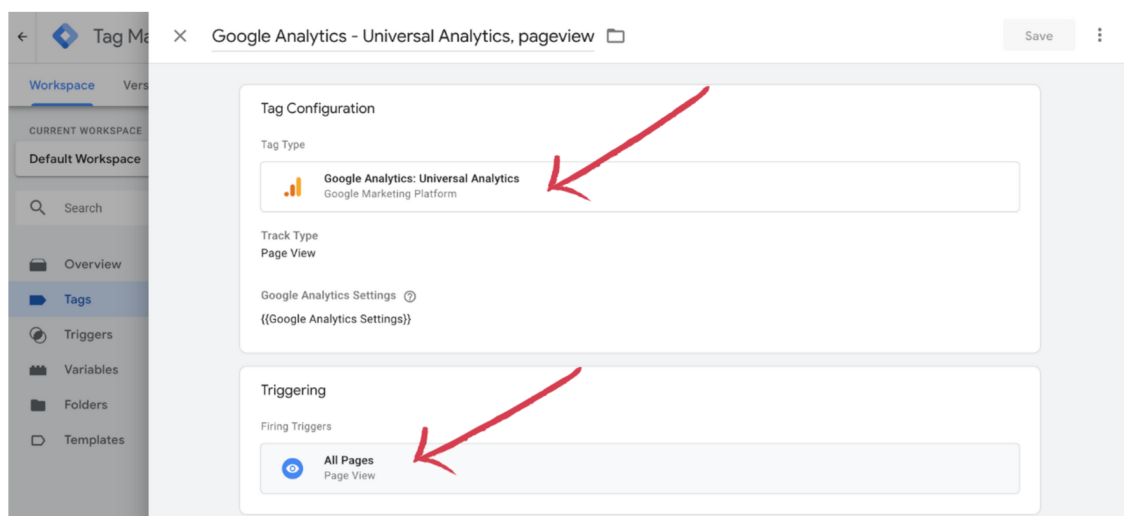 Tag Ma
Google Analytics - Universal Analytics, pageview
Save
Workspace
Vers
CURRENT WORKSPACE
Default Workspace
Search
Overview
Tags
Triggers
Variables
Folders
Templates
Tag Configuration
Tag Type
Google Analytics: Universal Analytics
Google Marketing Platform
Track Type
Page View
Google Analytics Settings ?
{{Google Analytics Settings}}
Triggering
Firing Triggers
All Pages
Page View